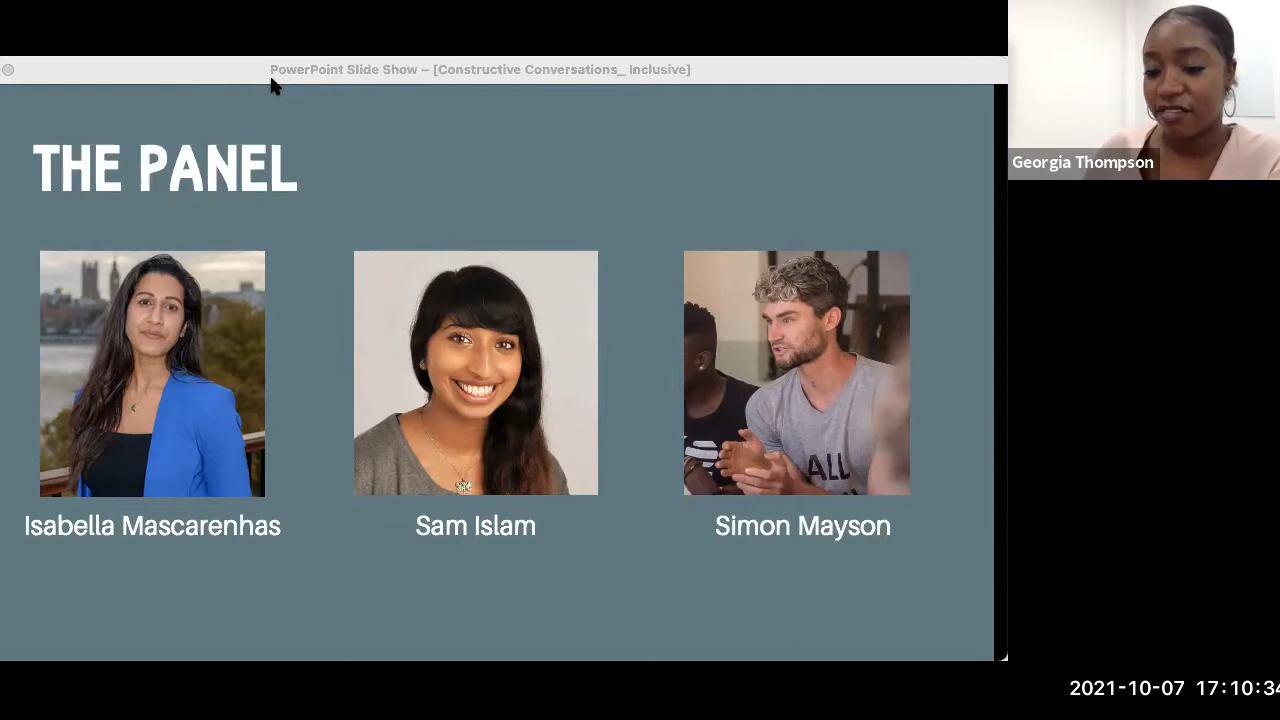 PowerPoint Slide Show – [Constructive Conversations_ Inclusive]
Georgia Thompson
THE PANEL
ALL
Isabella Mascarenhas
Sam Islam
Simon Mayson
2021-10-07 17:10:34